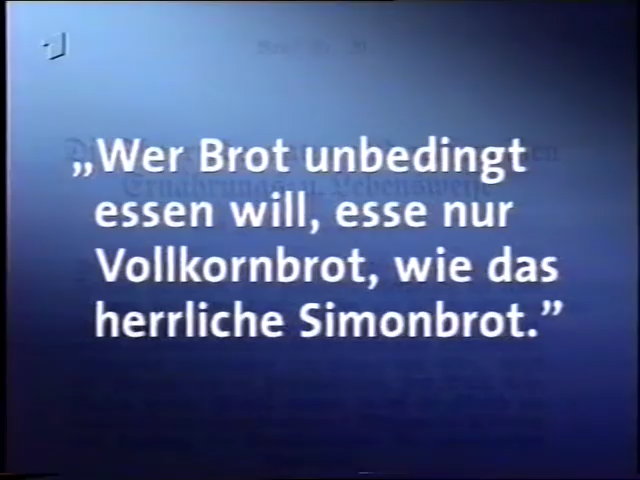 „Wer Brot unbedingt
essen will, esse nur
Vollkornbrot, wie das
herrliche Simonbrot.”